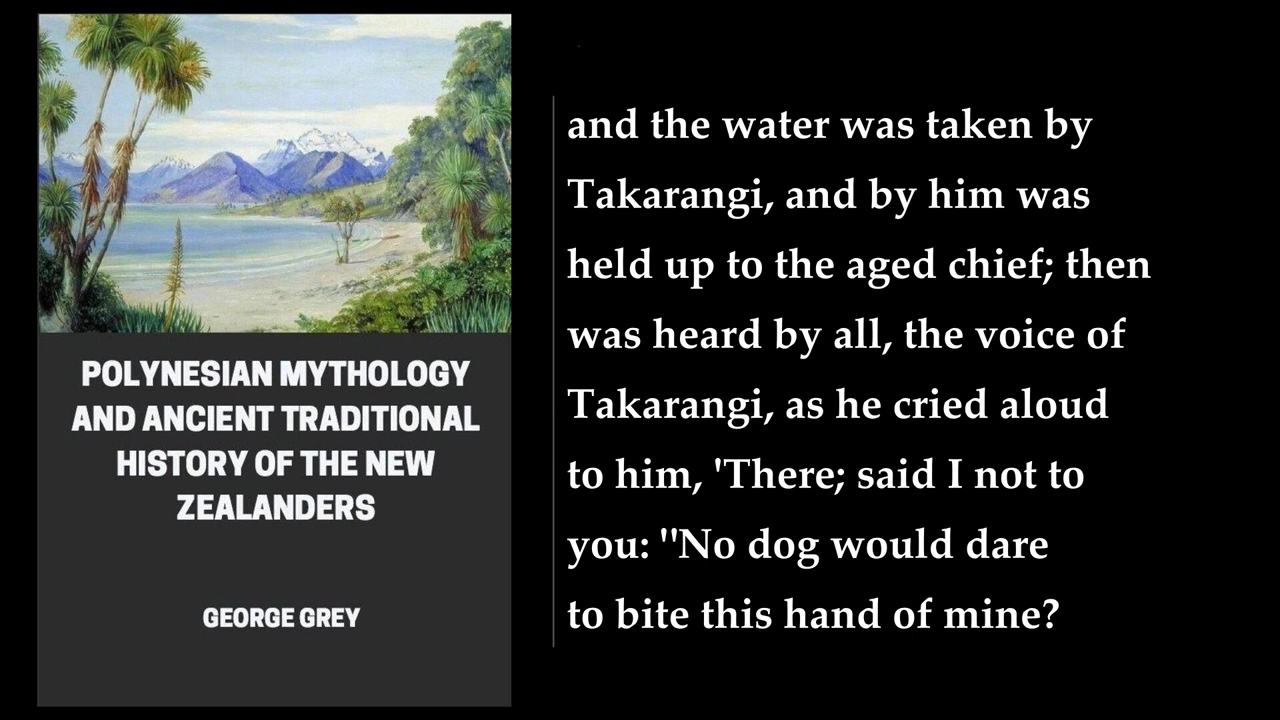 POLYNESIAN MYTHOLOGY
AND ANCIENT TRADITIONAL
HISTORY OF THE NEW
ZEALANDERS
GEORGE GREY
and the water was taken by
Takarangi, and by him was
held up to the aged chief; then
was heard by all, the voice of
Takarangi, as he cried aloud
to him, 'There; said I not to
you: "No dog would dare
to bite this hand of mine?